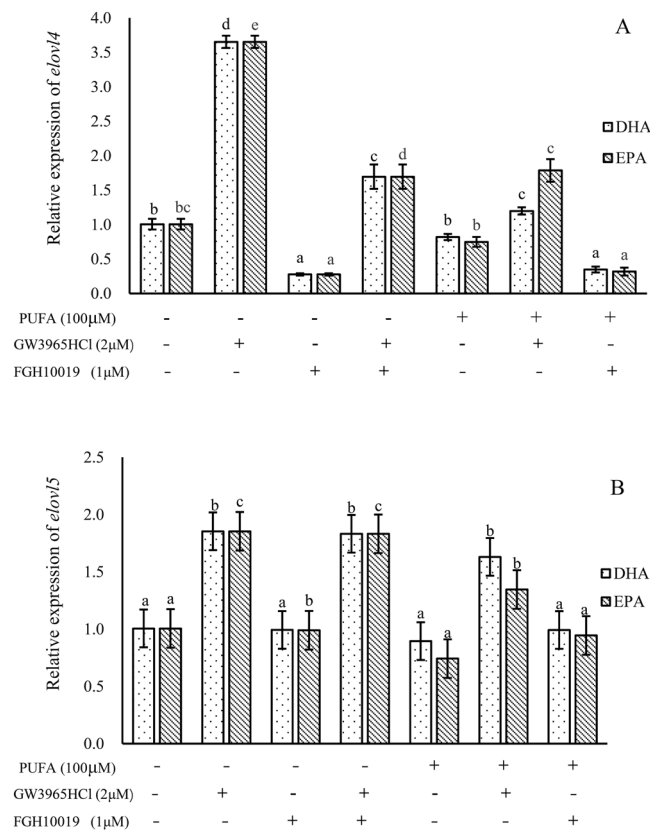 A
Relative expression of elovl4
4.0
3.5
3.0
2.5
2.0
1.5
1.0
0.5
0.0
b bc d e a a c d b b c c a a
DHA
EPA
PUFA (100μM) - - - - + + +
GW3965HCl (2μM) - + - + - + -
FGH10019 (1μM) - - + + - - +
B
Relative expression of elovl5
2.5
2.0
1.5
1.0
0.5
0.0
a a b c a b b c a a b b a a
DHA
EPA
PUFA (100μM) - - - - + + +
GW3965HCl (2μM) - + - + - + -
FGH10019 (1μM) - - + + - - +